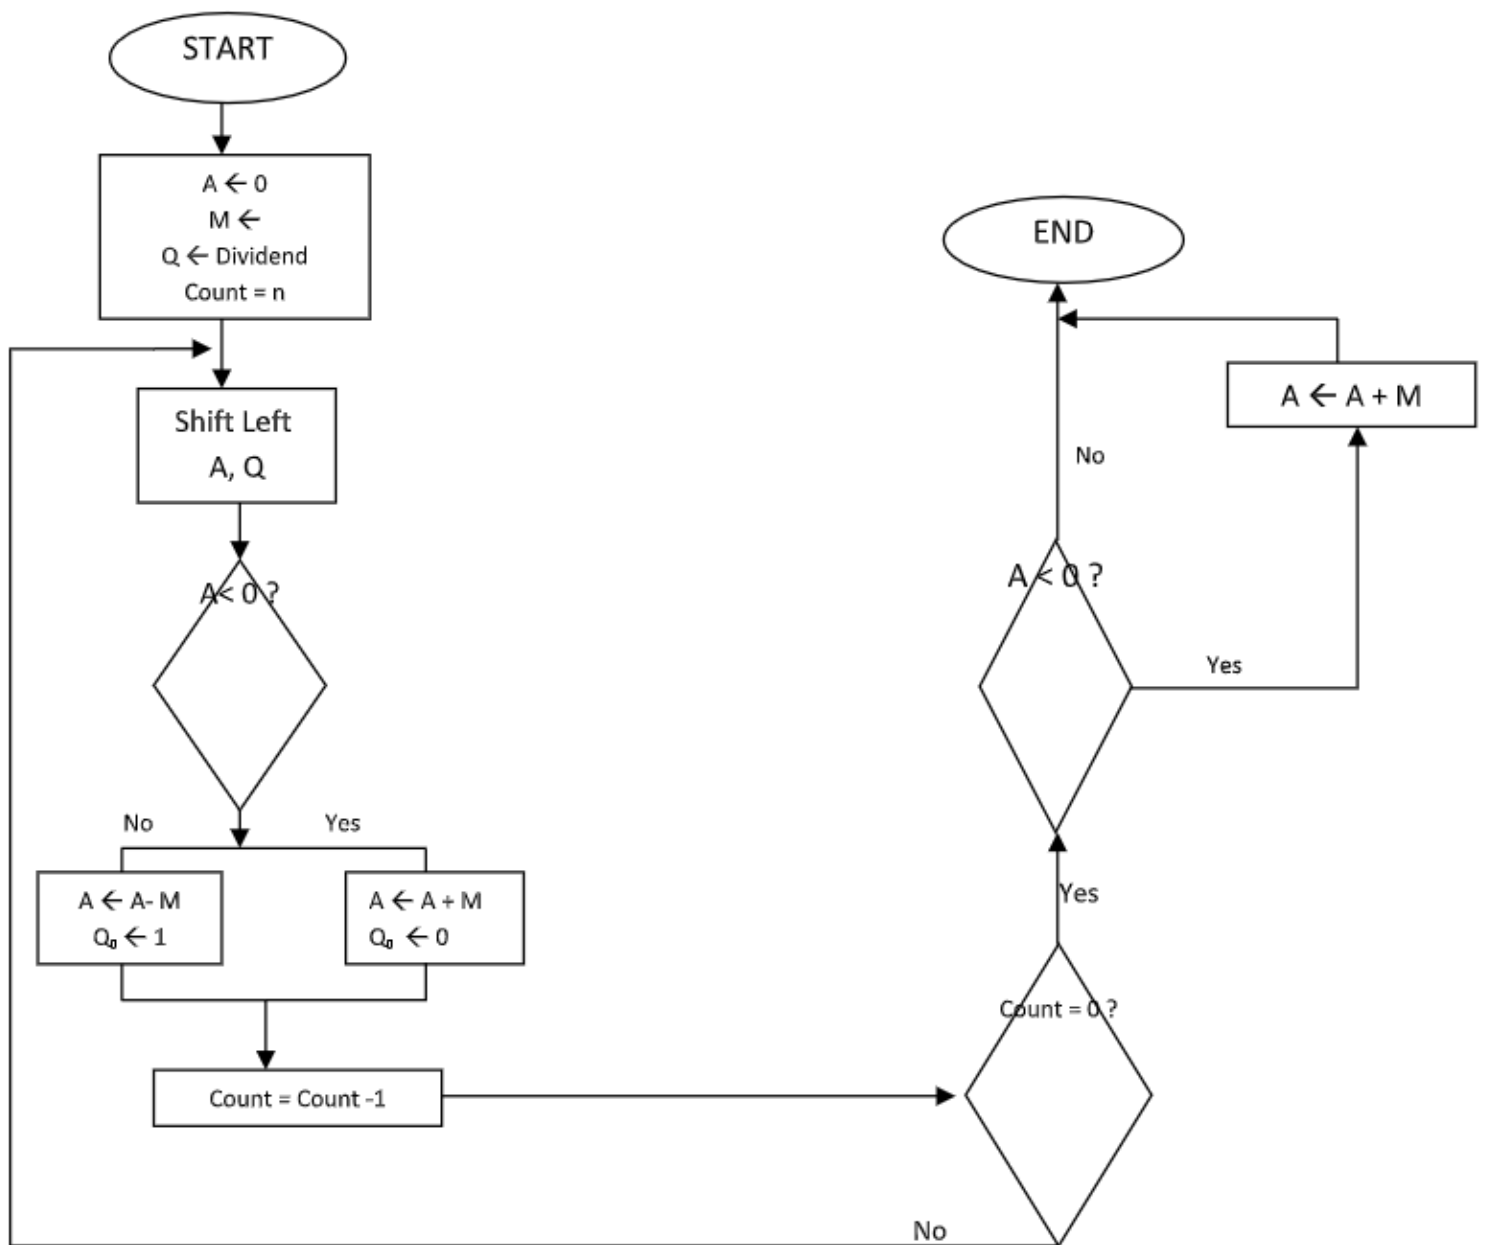 START
A ← 0
M ←
Q ← Dividend
Count = n
Shift Left
A, Q
A< 0 ?
No
Yes
A ← A- M
Q₀ ← 1
A ← A + M
Q₀ ← 0
Count = Count -1
Count = 0 ?
No
Yes
A < 0 ?
Yes
No
A ← A + M
END